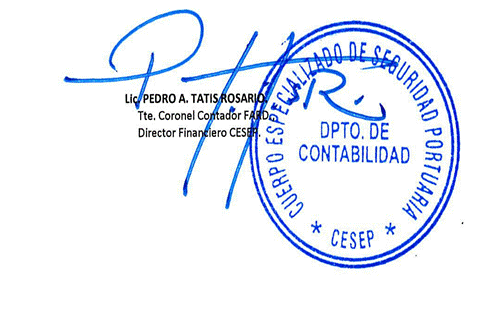 Lic. PEDRO A. TATIS ROSARIO.
Tte. Coronel Contador FARD.
Director Financiero CESEP.
CUERPO ESPECIALIZADO DE SEGURIDAD PORTUARIA
DPTO. DE
CONTABILIDAD
* CESEP *